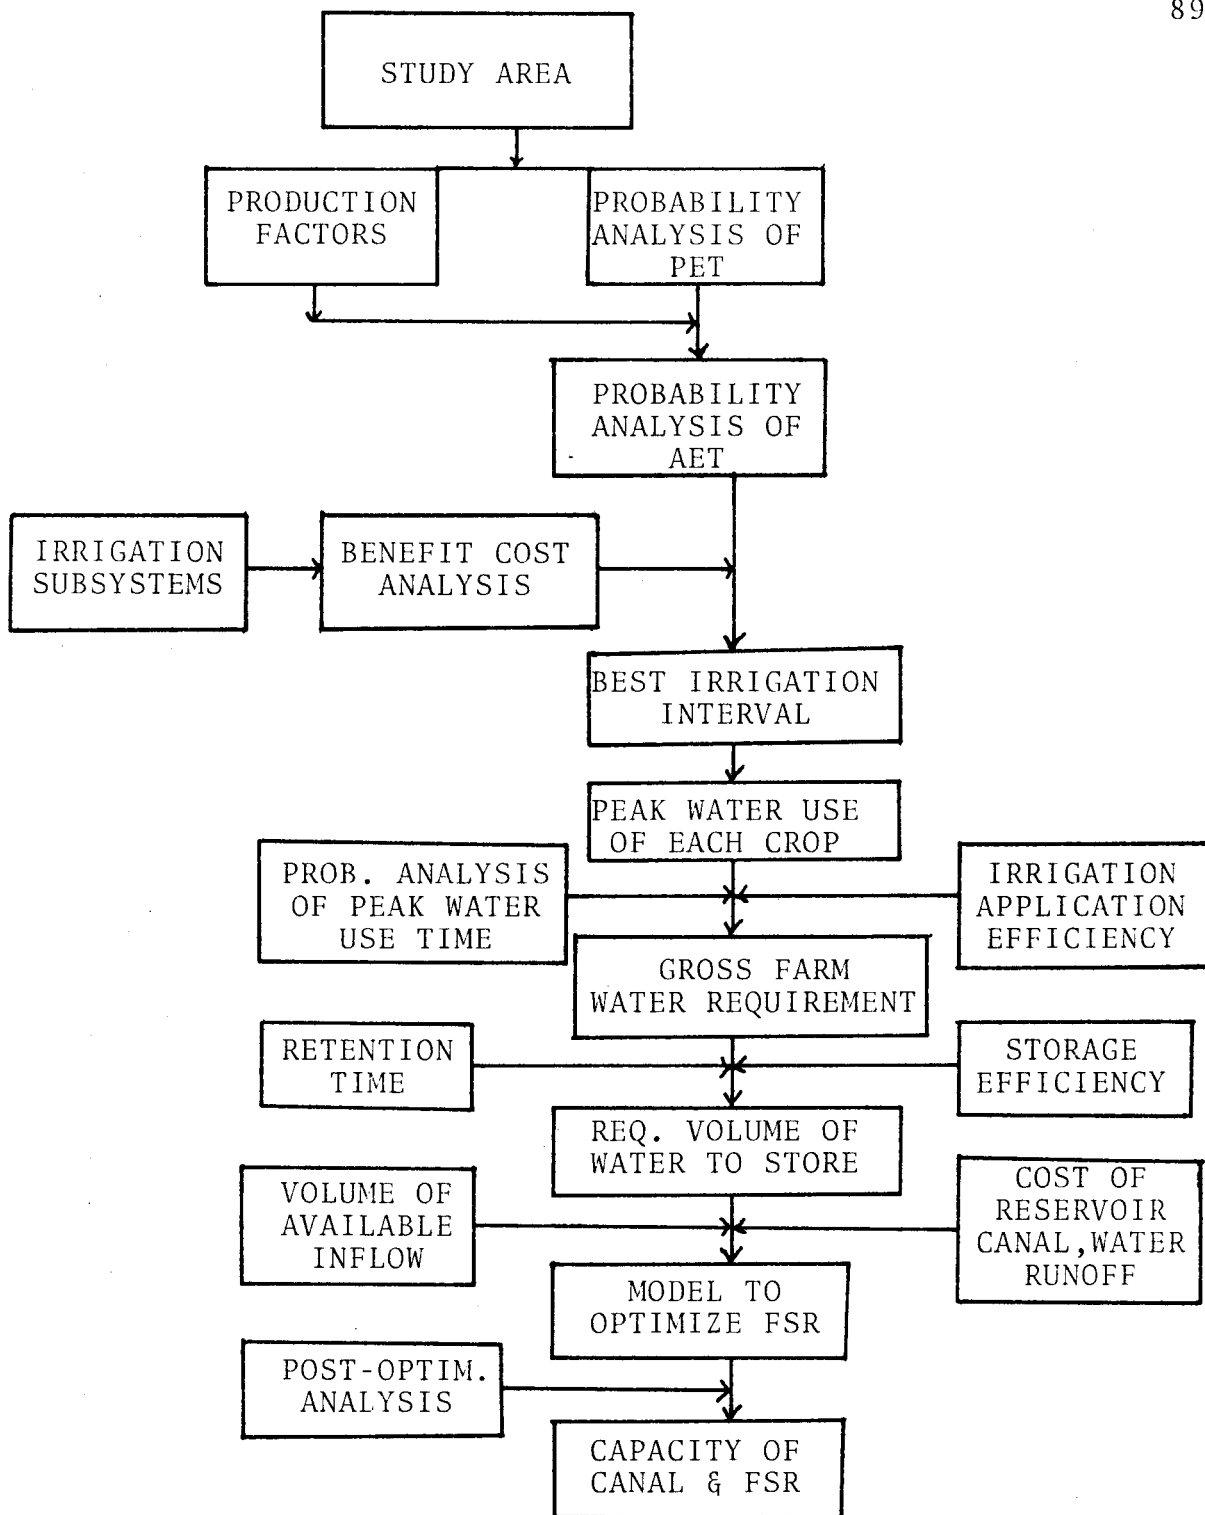 89
STUDY AREA
PRODUCTION
FACTORS
PROBABILITY
ANALYSIS OF
PET
PROBABILITY
ANALYSIS OF
AET
IRRIGATION
SUBSYSTEMS
BENEFIT COST
ANALYSIS
BEST IRRIGATION
INTERVAL
PEAK WATER USE
OF EACH CROP
PROB. ANALYSIS
OF PEAK WATER
USE TIME
IRRIGATION
APPLICATION
EFFICIENCY
GROSS FARM
WATER REQUIREMENT
RETENTION
TIME
STORAGE
EFFICIENCY
REQ. VOLUME OF
WATER TO STORE
VOLUME OF
AVAILABLE
INFLOW
COST OF
RESERVOIR
CANAL,WATER
RUNOFF
MODEL TO
OPTIMIZE FSR
POST-OPTIM.
ANALYSIS
CAPACITY OF
CANAL & FSR